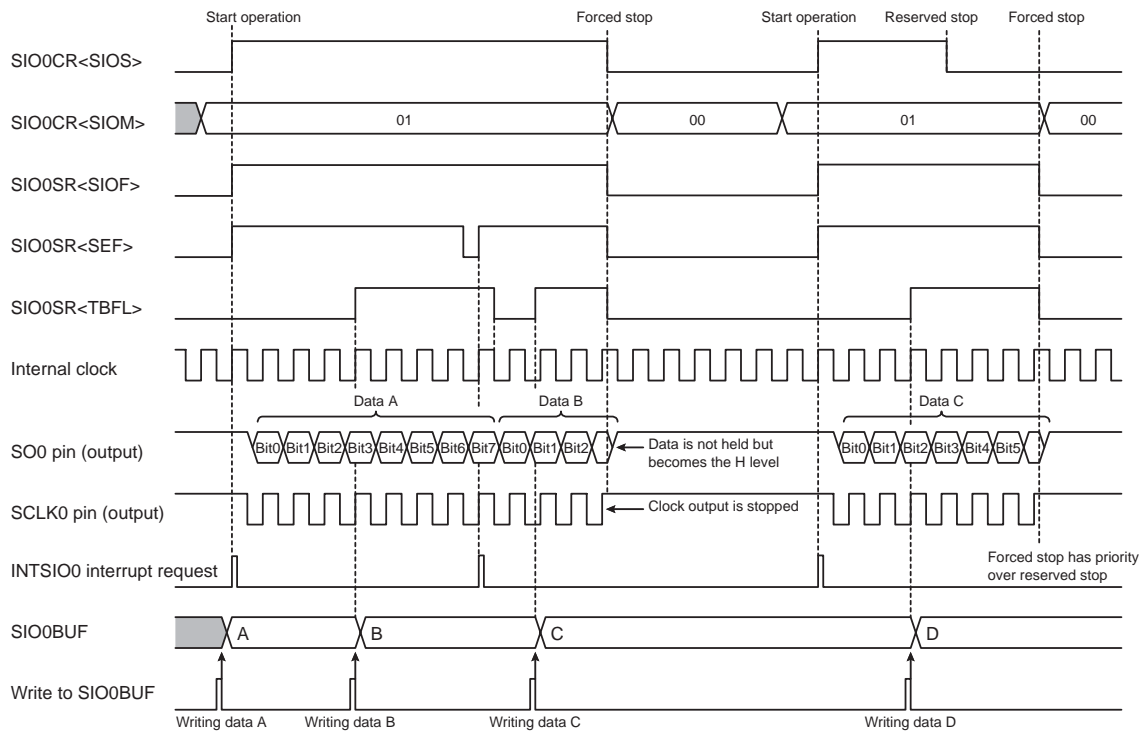 Start operation Forced stop Start operation Reserved stop Forced stop
SIO0CR<SIOS>
SIO0CR<SIOM> 01 00 01 00
SIO0SR<SIOF>
SIO0SR<SEF>
SIO0SR<TBFL>
Internal clock
Data A Data B Data C
SO0 pin (output) Bit0 Bit1 Bit2 Bit3 Bit4 Bit5 Bit6 Bit7 Bit0 Bit1 Bit2 Bit0 Bit1 Bit2 Bit3 Bit4 Bit5
Data is not held but
becomes the H level
SCLK0 pin (output) Clock output is stopped
INTSIO0 interrupt request
Forced stop has priority
over reserved stop
SIO0BUF A B C D
Write to SIO0BUF
Writing data A Writing data B Writing data C Writing data D